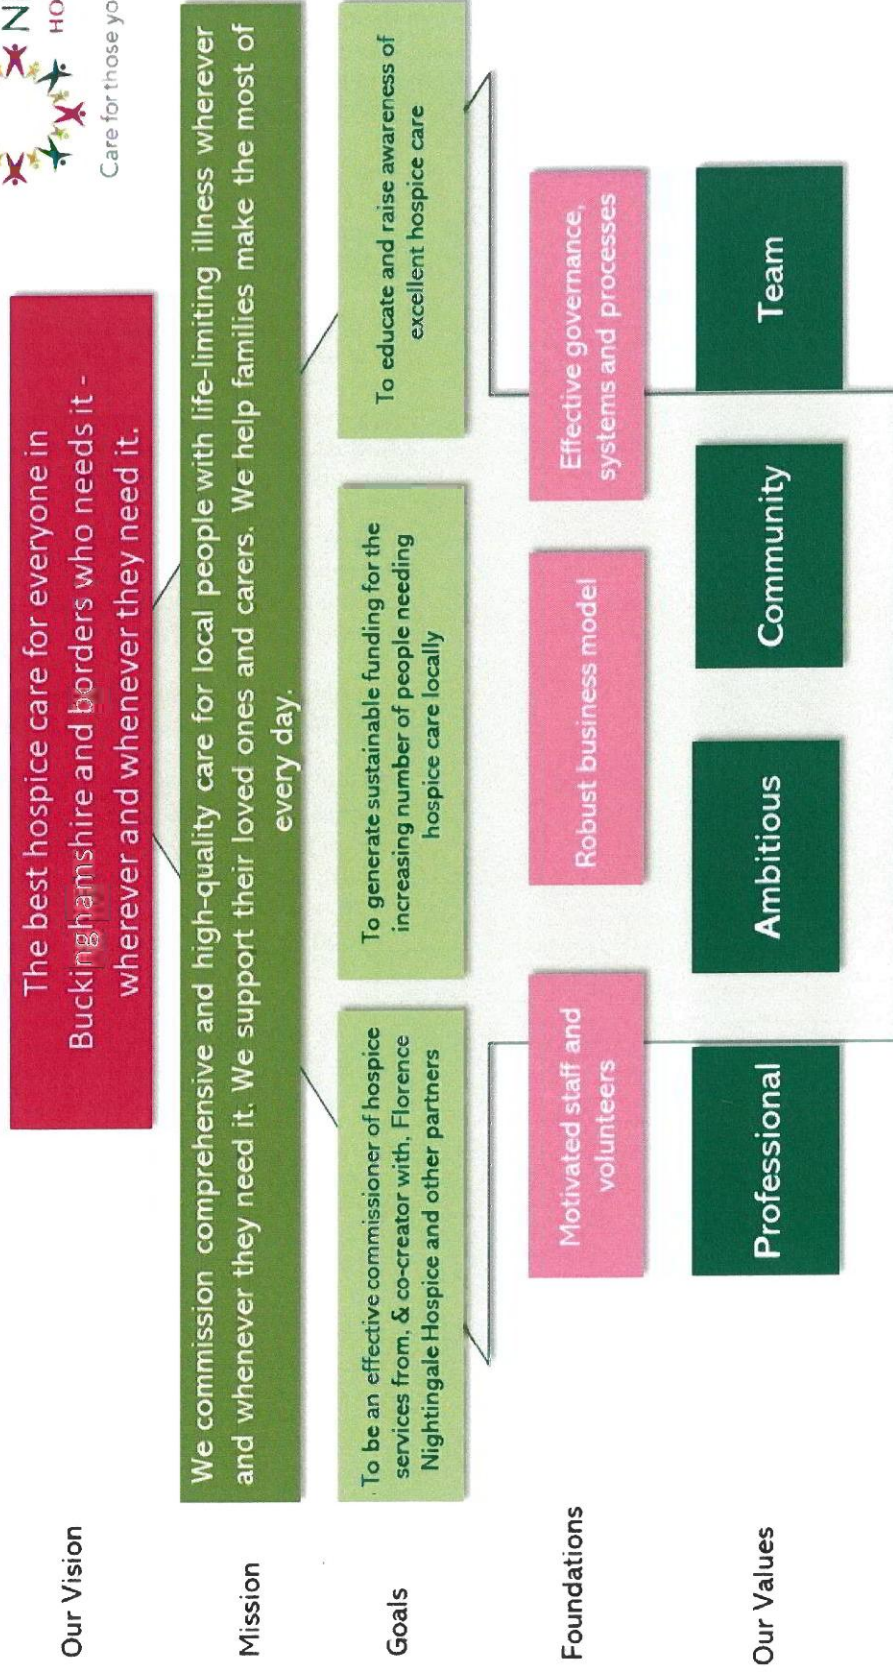 N
HO
Care for those yo
Our Vision
The best hospice care for everyone in
Buckinghamshire and borders who needs it -
wherever and whenever they need it.
Mission
We commission comprehensive and high-quality care for local people with life-limiting illness wherever
and whenever they need it. We support their loved ones and carers. We help families make the most of
every day.
Goals
To be an effective commissioner of hospice
services from, & co-creator with, Florence
Nightingale Hospice and other partners
To generate sustainable funding for the
increasing number of people needing
hospice care locally
To educate and raise awareness of
excellent hospice care
Foundations
Motivated staff and
volunteers
Robust business model
Effective governance,
systems and processes
Our Values
Professional
Ambitious
Community
Team